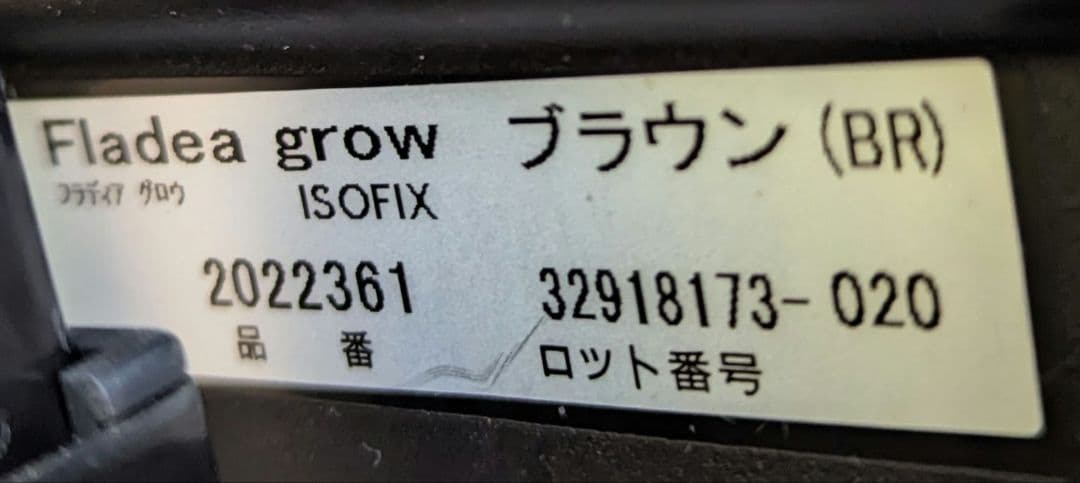 Fladea grow ブラウン(BR)
フラディア グロウ ISOFIX
2022361 32918173-020
品番 ロット番号